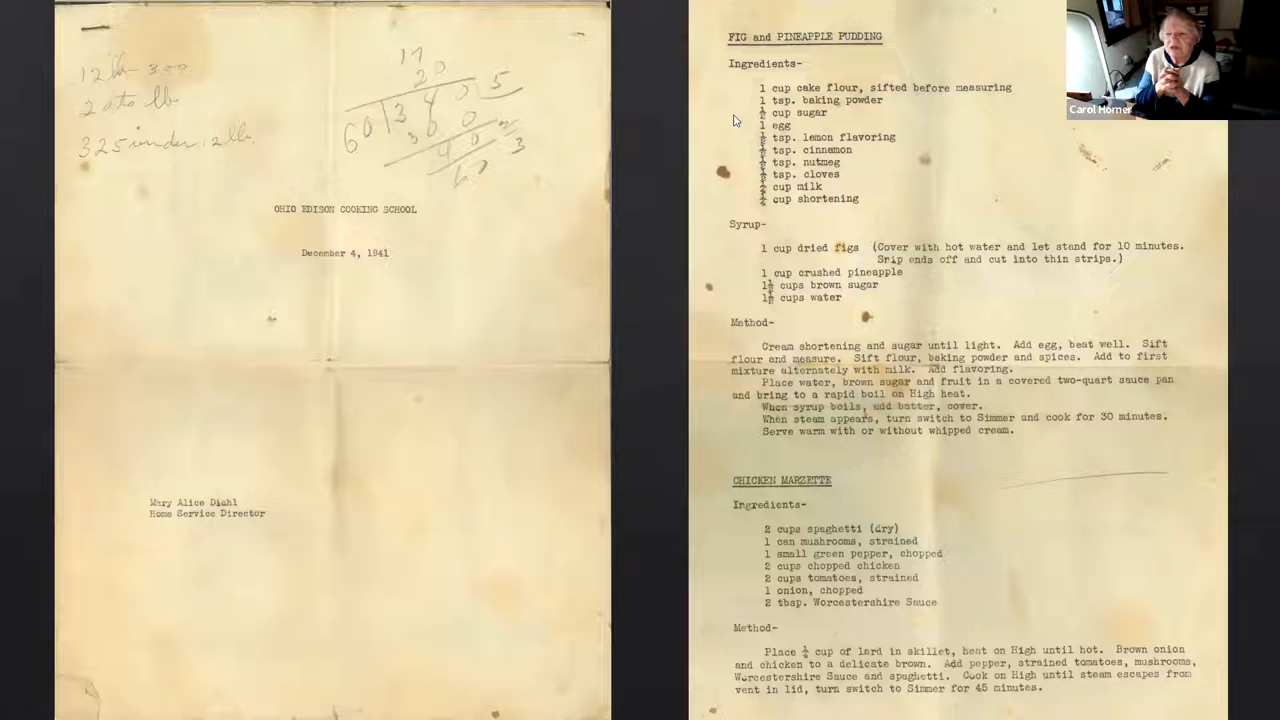 12 lb - 300
2 oto lb
325 under 12 lb.
17
20
5
OHIO EDISON COOKING SCHOOL
December 4, 1941
Mary Alice Diehl
Home Service Director
FIG and PINEAPPLE PUDDING
Ingredients-
1 cup cake flour, sifted before measuring
1 tsp. baking powder
½ cup sugar
1 egg
½ tsp. lemon flavoring
½ tsp. cinnamon
½ tsp. nutmeg
tsp. cloves
cup milk
cup shortening
Syrup-
1 cup dried figs (Cover with hot water and let stand for 10 minutes.
Snip ends off and cut into thin strips.)
1 cup crushed pineapple
1½ cups brown sugar
1½ cups water
Method-
Cream shortening and sugar until light. Add egg, beat well. Sift
flour and measure. Sift flour, baking powder and spices. Add to first
mixture alternately with milk. Add flavoring.
Place water, brown sugar and fruit in a covered two-quart sauce pan
and bring to a rapid boil on High heat.
When syrup boils, add batter, cover.
When steam appears, turn switch to Simmer and cook for 30 minutes.
Serve warm with or without whipped cream.
CHICKEN MARZETTE
Ingredients-
2 cups spaghetti (dry)
1 can mushrooms, strained
1 small green pepper, chopped
2 cups chopped chicken
2 cups tomatoes, strained
1 onion, chopped
2 tbsp. Worcestershire Sauce
Method-
Place ¼ cup of lard in skillet, heat on High until hot. Brown onion
and chicken to a delicate brown. Add pepper, strained tomatoes, mushrooms,
Worcestershire Sauce and spaghetti. Cook on High until steam escapes from
vent in lid, turn switch to Simmer for 45 minutes.
Carol Horner